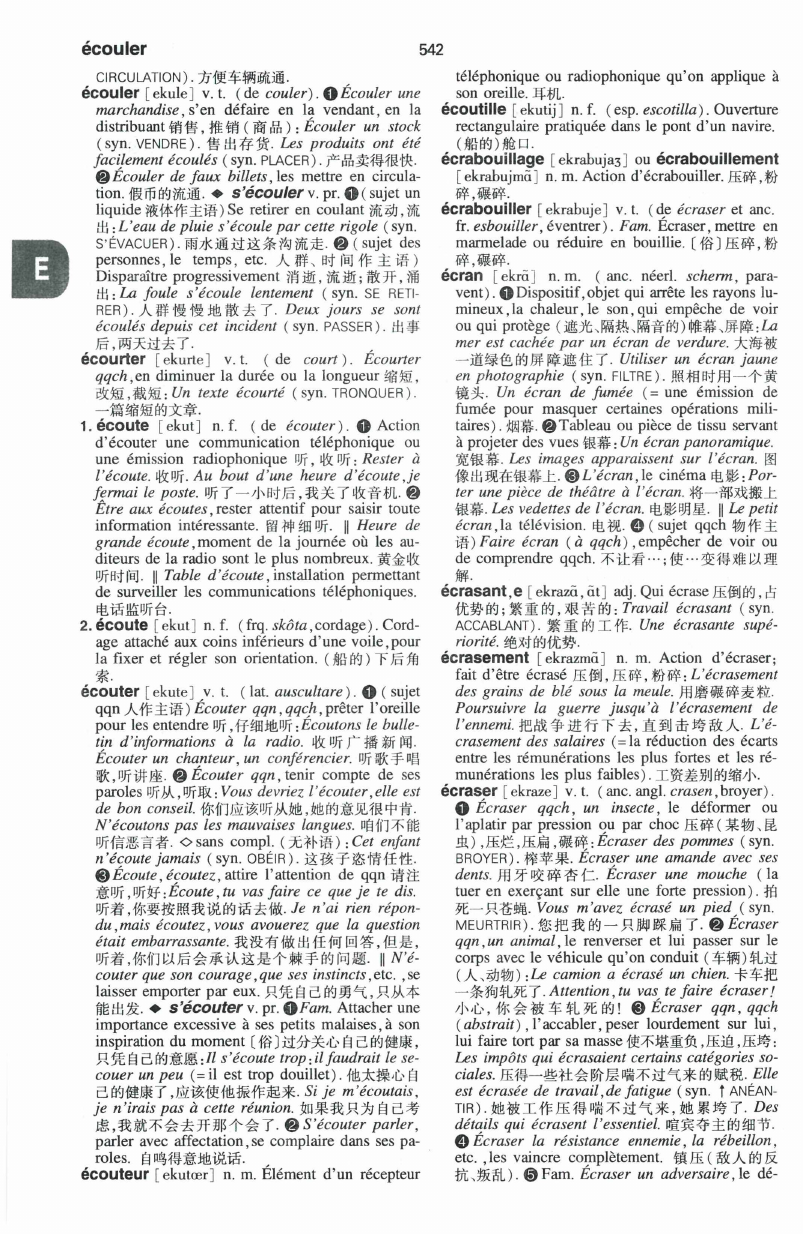 écouler
542
CIRCULATION). 方便车辆疏通.
écouler [ekule] v. t. (de couler). ❶Écouler une
marchandise, s'en défaire en la vendant, en la
distribuant 销售, 推销 (商品): Écouler un stock
(syn. VENDRE). 售出存货. Les produits ont été
facilement écoulés (syn. PLACER). 产品卖得很快.
❷Écouler de faux billets, les mettre en circula-
tion. 假币的流通. ◆ s'écouler v. pr. ❶(sujet un
liquide 液体作主语) Se retirer en coulant 流动, 流
出: L'eau de pluie s'écoule par cette rigole (syn.
S'ÉVACUER). 雨水通过这条沟流走. ❷ (sujet des
personnes, le temps, etc. 人群、时间作主语)
Disparaître progressivement 消逝, 流逝; 散开, 涌
出: La foule s'écoule lentement (syn. SE RETI-
RER). 人群慢慢地散去了. Deux jours se sont
écoulés depuis cet incident (syn. PASSER). 出事
后, 两天过去了.
écourter [ekurte] v. t. (de court). Écourter
qqch, en diminuer la durée ou la longueur 缩短,
改短, 截短: Un texte écourté (syn. TRONQUER).
一篇缩短的文章.
1. écoute [ekut] n. f. (de écouter). ❶ Action
d'écouter une communication téléphonique ou
une émission radiophonique 听, 收听: Rester à
l'écoute. 收听. Au bout d'une heure d'écoute, je
fermai le poste. 听了一小时后, 我关了收音机. ❷
Être aux écoutes, rester attentif pour saisir toute
information intéressante. 留神细听. ‖ Heure de
grande écoute, moment de la journée où les au-
diteurs de la radio sont le plus nombreux. 黄金收
听时间. ‖ Table d'écoute, installation permettant
de surveiller les communications téléphoniques.
电话监听台.
2. écoute [ekut] n. f. (frq. skôta, cordage). Cord-
age attaché aux coins inférieurs d'une voile, pour
la fixer et régler son orientation. (船的)下后角
索.
écouter [ekute] v. t. (lat. auscultare). ❶ (sujet
qqn 人作主语) Écouter qqn, qqch, prêter l'oreille
pour les entendre 听, 仔细地听: Écoutons le bulle-
tin d'informations à la radio. 收听广播新闻.
Écouter un chanteur, un conférencier. 听歌手唱
歌, 听讲座. ❷ Écouter qqn, tenir compte de ses
paroles 听从, 听取: Vous devriez l'écouter, elle est
de bon conseil. 你们应该听从她, 她的意见很中肯.
N'écoutons pas les mauvaises langues. 咱们不能
听信恶言者. ◇ sans compl. (无补语): Cet enfant
n'écoute jamais (syn. OBÉIR). 这孩子恣情任性.
❸Écoute, écoutez, attire l'attention de qqn 请注
意听, 听好: Écoute, tu vas faire ce que je te dis.
听着, 你要按照我说的话去做. Je n'ai rien répon-
du, mais écoutez, vous avouerez que la question
était embarrassante. 我没有做出任何回答, 但是,
听着, 你们以后会承认这是个棘手的问题. ‖ N'é-
couter que son courage, que ses instincts, etc. , se
laisser emporter par eux. 只凭自己的勇气, 只从本
能出发. ◆ s'écouter v. pr. ❶Fam. Attacher une
importance excessive à ses petits malaises, à son
inspiration du moment〔俗〕过分关心自己的健康,
只凭自己的意愿: Il s'écoute trop: il faudrait le se-
couer un peu (= il est trop douillet). 他太操心自
己的健康了, 应该使他振作起来. Si je m'écoutais,
je n'irais pas à cette réunion. 如果我只为自己考
虑, 我就不会去开那个会了. ❷ S'écouter parler,
parler avec affectation, se complaire dans ses pa-
roles. 自鸣得意地说话.
écouteur [ekutœr] n. m. Élément d'un récepteur
E
téléphonique ou radiophonique qu'on applique à
son oreille. 耳机.
écoutille [ekutij] n. f. (esp. escotilla). Ouverture
rectangulaire pratiquée dans le pont d'un navire.
(船的)舱口.
écrabouillage [ekrabujaʒ] ou écrabouillement
[ekrabujmɑ̃] n. m. Action d'écrabouiller. 压碎, 粉
碎, 碾碎.
écrabouiller [ekrabuje] v. t. (de écraser et anc.
fr. esbouiller, éventrer). Fam. Écraser, mettre en
marmelade ou réduire en bouillie.〔俗〕压碎, 粉
碎, 碾碎.
écran [ekrɑ̃] n. m. (anc. néerl. scherm, para-
vent). ❶Dispositif, objet qui arrête les rayons lu-
mineux, la chaleur, le son, qui empêche de voir
ou qui protège (遮光、隔热、隔音的)帷幕、屏障: La
mer est cachée par un écran de verdure. 大海被
一道绿色的屏障遮住了. Utiliser un écran jaune
en photographie (syn. FILTRE). 照相时用一个黄
镜头. Un écran de fumée (= une émission de
fumée pour masquer certaines opérations mili-
taires). 烟幕. ❷Tableau ou pièce de tissu servant
à projeter des vues 银幕: Un écran panoramique.
宽银幕. Les images apparaissent sur l'écran. 图
像出现在银幕上. ❸L'écran, le cinéma 电影: Por-
ter une pièce de théâtre à l'écran. 将一部戏搬上
银幕. Les vedettes de l'écran. 电影明星. ‖ Le petit
écran, la télévision. 电视. ❹ (sujet qqch 物作主
语) Faire écran (à qqch), empêcher de voir ou
de comprendre qqch. 不让看…; 使…变得难以理
解.
écrasant, e [ekrazɑ̃, ɑ̃t] adj. Qui écrase 压倒的, 占
优势的; 繁重的, 艰苦的: Travail écrasant (syn.
ACCABLANT). 繁重的工作. Une écrasante supé-
riorité. 绝对的优势.
écrasement [ekrazmɑ̃] n. m. Action d'écraser;
fait d'être écrasé 压倒, 压碎, 粉碎: L'écrasement
des grains de blé sous la meule. 用磨碾碎麦粒.
Poursuivre la guerre jusqu'à l'écrasement de
l'ennemi. 把战争进行下去, 直到击垮敌人. L'é-
crasement des salaires (= la réduction des écarts
entre les rémunérations les plus fortes et les ré-
munérations les plus faibles). 工资差别的缩小.
écraser [ekraze] v. t. (anc. angl. crasen, broyer).
❶ Écraser qqch, un insecte, le déformer ou
l'aplatir par pression ou par choc 压碎(某物、昆
虫), 压烂, 压扁, 碾碎: Écraser des pommes (syn.
BROYER). 榨苹果. Écraser une amande avec ses
dents. 用牙咬碎杏仁. Écraser une mouche (la
tuer en exerçant sur elle une forte pression). 拍
死一只苍蝇. Vous m'avez écrasé un pied (syn.
MEURTRIR). 您把我的一只脚踩扁了. ❷ Écraser
qqn, un animal, le renverser et lui passer sur le
corps avec le véhicule qu'on conduit (车辆)轧过
(人、动物): Le camion a écrasé un chien. 卡车把
一条狗轧死了. Attention, tu vas te faire écraser!
小心, 你会被车轧死的! ❸ Écraser qqn, qqch
(abstrait), l'accabler, peser lourdement sur lui,
lui faire tort par sa masse 使不堪重负, 压迫, 压垮:
Les impôts qui écrasaient certains catégories so-
ciales. 压得一些社会阶层喘不过气来的赋税. Elle
est écrasée de travail, de fatigue (syn. ↑ ANÉAN-
TIR). 她被工作压得喘不过气来, 她累垮了. Des
détails qui écrasent l'essentiel. 喧宾夺主的细节.
❹ Écraser la résistance ennemie, la rébeillon,
etc. , les vaincre complètement. 镇压(敌人的反
抗、叛乱). ❺ Fam. Écraser un adversaire, le dé-